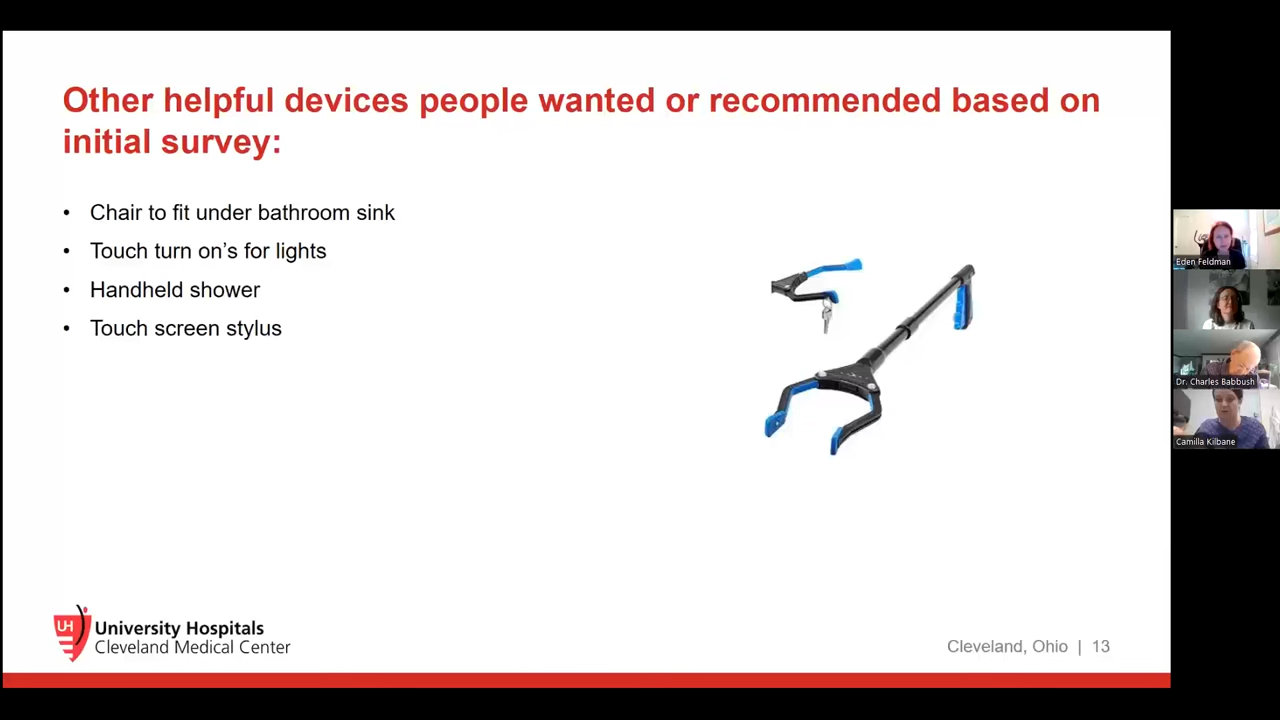 Other helpful devices people wanted or recommended based on
initial survey:
• Chair to fit under bathroom sink
• Touch turn on’s for lights
• Handheld shower
• Touch screen stylus
UH
University Hospitals
Cleveland Medical Center
Cleveland, Ohio | 13
Eden Feldman
Dr. Charles Babbush
Camilla Kilbane